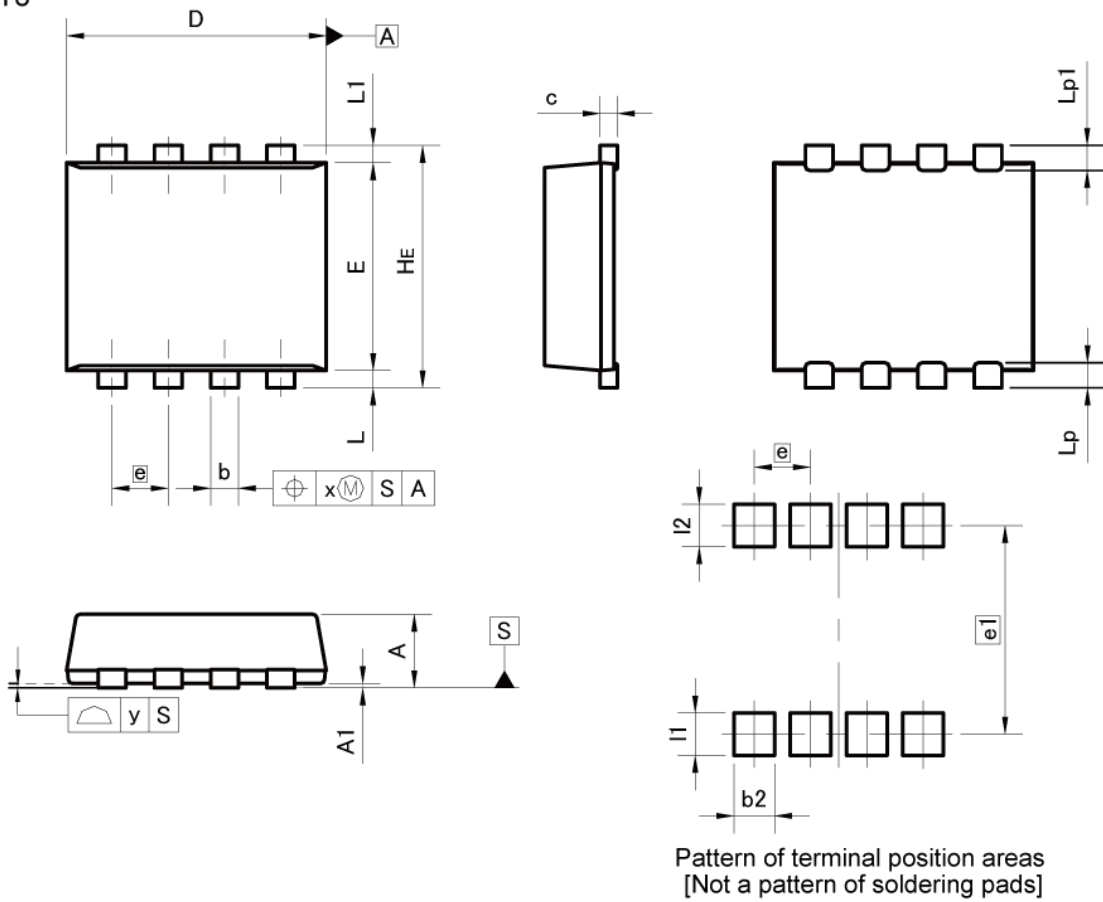 D
A
L1
c
Lp1
E
HE
L
Lp
e
b
x Ⓜ S A
e
l2
e1
S
A
y S
A1
l1
b2
Pattern of terminal position areas
[Not a pattern of soldering pads]